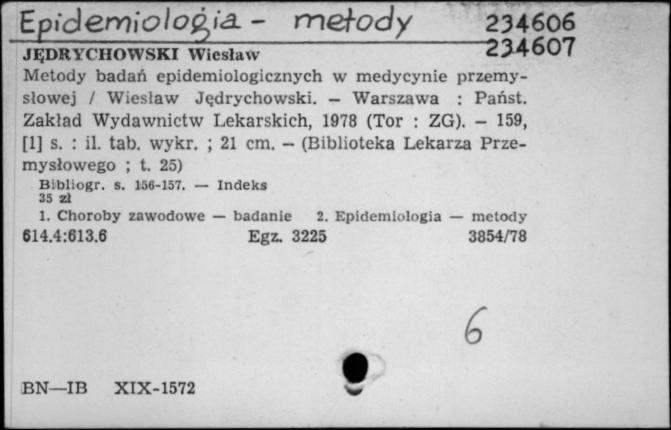 Epidemiologia - metody 234606
234607
JĘDRYCHOWSKI Wiesław
Metody badań epidemiologicznych w medycynie przemy-
słowej / Wiesław Jędrychowski. — Warszawa : Państ.
Zakład Wydawnictw Lekarskich, 1978 (Tor : ZG). — 159,
[1] s. : il. tab. wykr. ; 21 cm. — (Biblioteka Lekarza Prze-
mysłowego ; t. 25)
Bibliogr. s. 156-157. — Indeks
35 zł
1. Choroby zawodowe — badanie 2. Epidemiologia — metody
614.4:613.6 Egz. 3225 3854/78
6
BN—IB XIX-1572